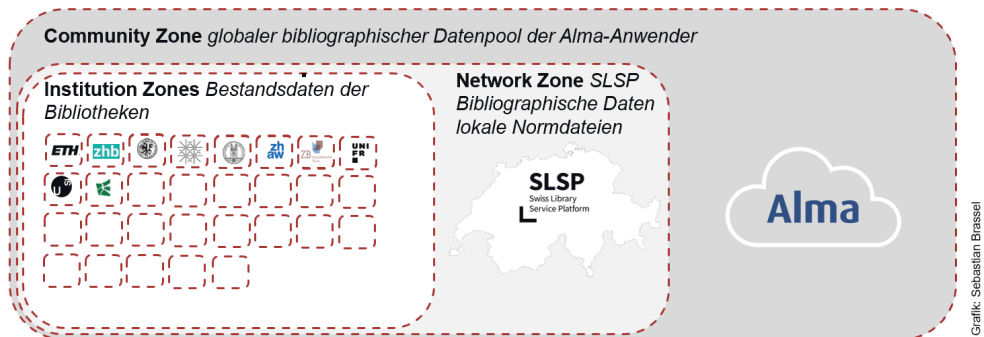 Community Zone globaler bibliographischer Datenpool der Alma-Anwender
Institution Zones Bestandsdaten der
Bibliotheken
Network Zone SLSP
Bibliographische Daten
lokale Normdateien
ETH
zhb
zh
aw
ZB
UNI
FR
SLSP
Swiss Library
Service Platform
Alma
Grafik: Sebastian Brassel